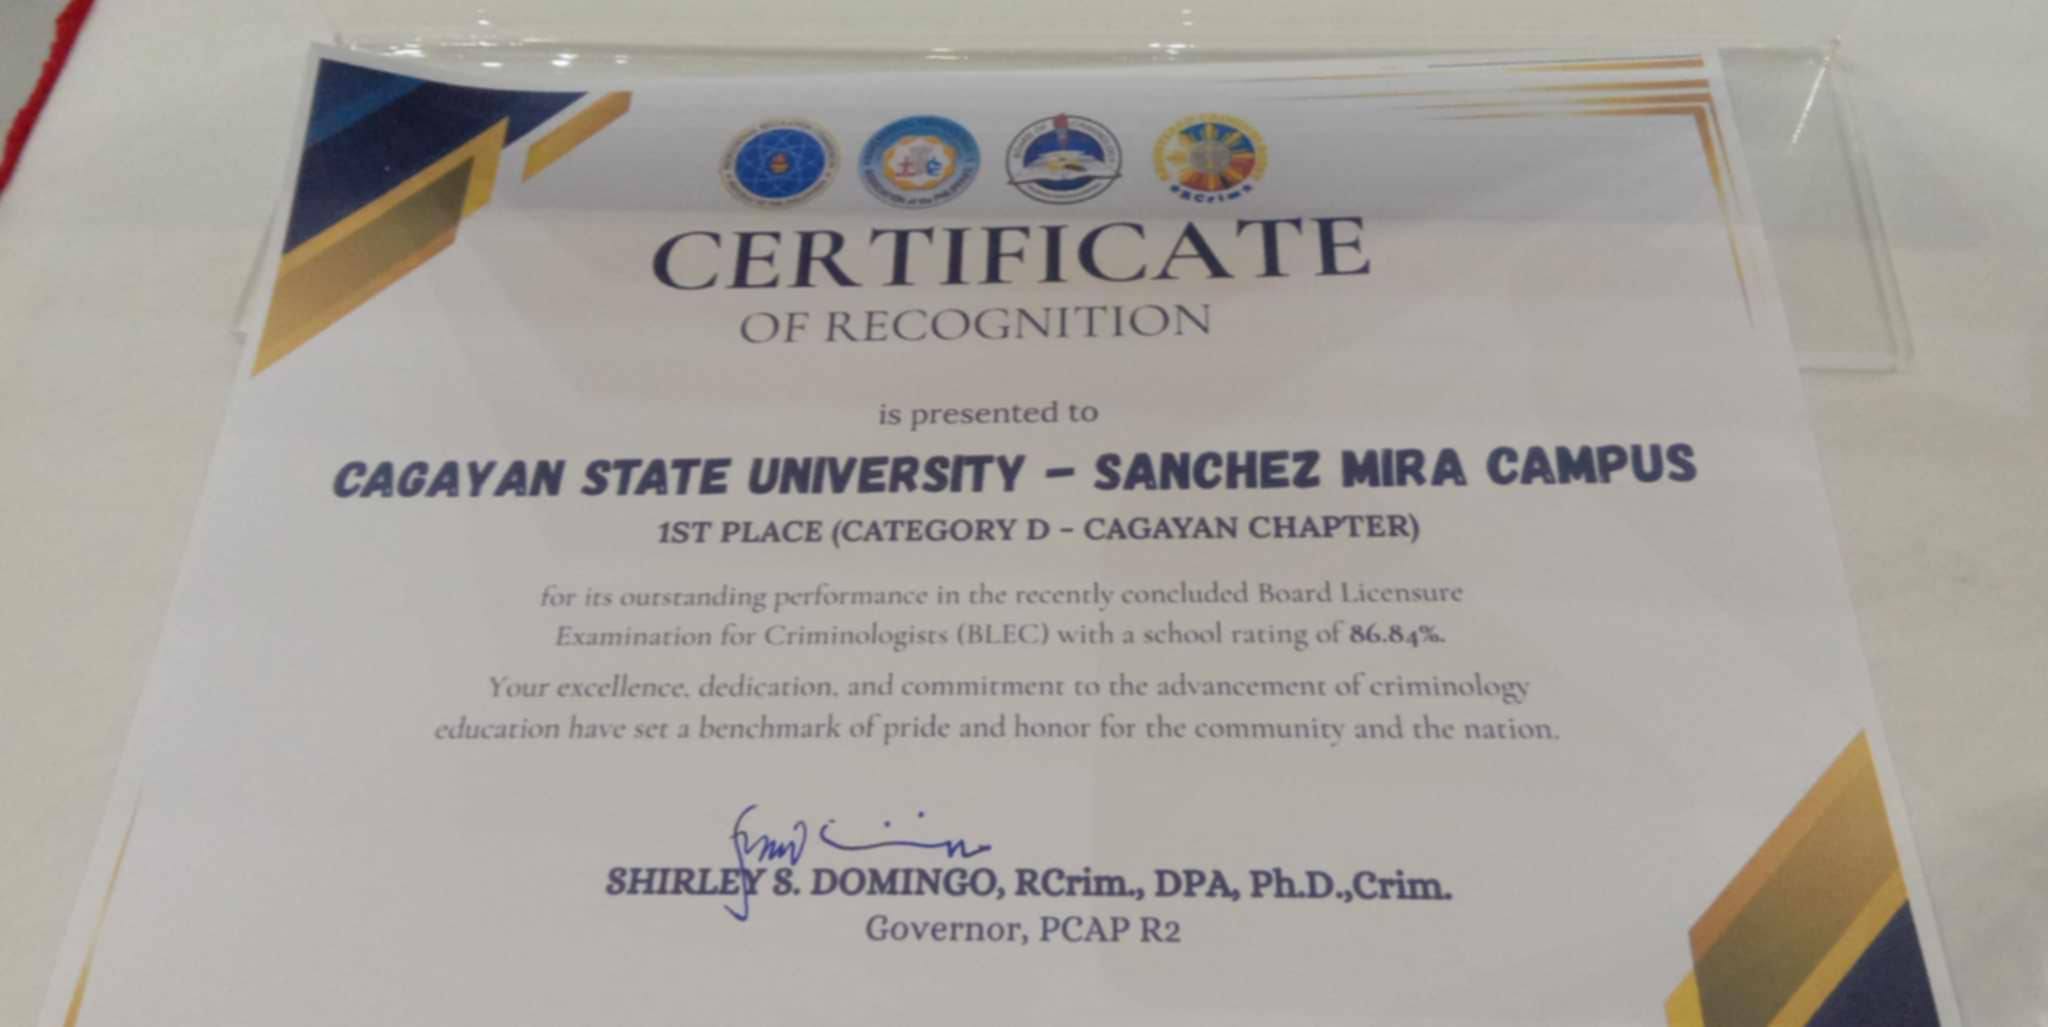 RCrim
CERTIFICATE
OF RECOGNITION
is presented to
CAGAYAN STATE UNIVERSITY – SANCHEZ MIRA CAMPUS
1ST PLACE (CATEGORY D – CAGAYAN CHAPTER)
for its outstanding performance in the recently concluded Board Licensure
Examination for Criminologists (BLEC) with a school rating of 86.84%.
Your excellence, dedication, and commitment to the advancement of criminology
education have set a benchmark of pride and honor for the community and the nation.
SHIRLEY S. DOMINGO, RCrim., DPA, Ph.D.,Crim.
Governor, PCAP R2